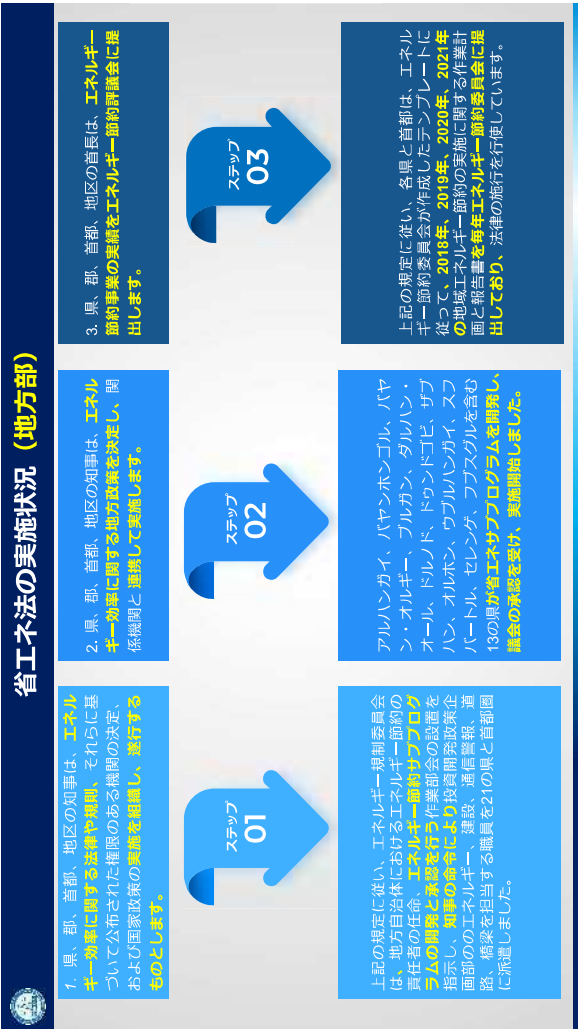 省エネ法の実施状況（地方部）
1. 県、郡、首都、地区の知事は、エネル
ギー効率に関する法律や規則、それらに基
づいて公布された権限のある機関の決定、
および国家政策の実施を組織し、遂行する
ものとします。
ステップ
01
上記の規定に従い、エネルギー規制委員会
は、地方自治体におけるエネルギー節約の
責任者の任命、エネルギー節約サブプログ
ラムの開発と承認を行う作業部会の設置を
指示し、知事の命令により投資開発政策企
画部ののエネルギー、建設、通信警報、道
路、橋梁を担当する職員を21の県と首都圏
に派遣しました。
2. 県、郡、首都、地区の知事は、エネル
ギー効率に関する地方政策を決定し、関
係機関と 連携して実施します。
ステップ
02
アルハンガイ、バヤンホンゴル、バヤ
ン・オルギー、ブルガン、ダルハン・
オール、ドルノド、ドゥンドゴビ、ザブ
ハン、オルホン、ウブルハンガイ、スフ
バートル、セレンゲ、フブスグルを含む
13の県が省エネサブプログラムを開発し、
議会の承認を受け、実施開始しました。
3. 県、郡、首都、地区の首長は、エネルギー
節約事業の実績をエネルギー節約評議会に提
出します。
ステップ
03
上記の規定に従い、各県と首都は、エネル
ギー節約委員会が作成したテンプレートに
従って、2018年、2019年、2020年、2021年
の地域エネルギー節約の実施に関する作業計
画と報告書を毎年エネルギー節約委員会に提
出しており、法律の施行を行使しています。